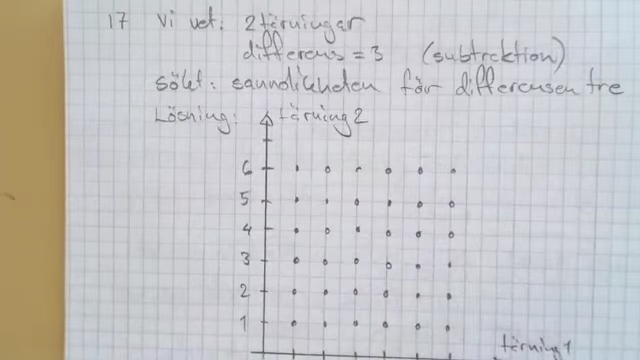 17 Vi vet: 2 tärningar
differens = 3 (subtraktion)
sökt: sannolikheten för differensen tre
Lösning: tärning 2
6
5
4
3
2
1
tärning 1